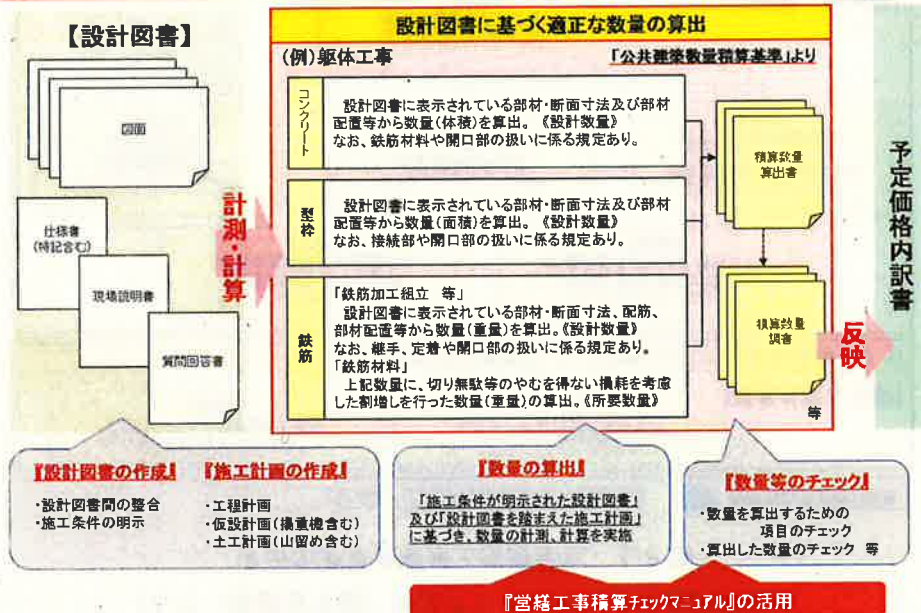 【設計図書】
図面
仕様書
(特記含む)
現場説明書
質問回答書
計測・計算
設計図書に基づく適正な数量の算出
(例)躯体工事
「公共建築数量積算基準」より
コンクリート
設計図書に表示されている部材・断面寸法及び部材
配置等から数量(体積)を算出。《設計数量》
なお、鉄筋材料や開口部の扱いに係る規定あり。
型枠
設計図書に表示されている部材・断面寸法及び部材
配置等から数量(面積)を算出。《設計数量》
なお、接続部や開口部の扱いに係る規定あり。
鉄筋
「鉄筋加工組立 等」
設計図書に表示されている部材・断面寸法、配筋、
部材配置等から数量(重量)を算出。《設計数量》
なお、継手、定着や開口部の扱いに係る規定あり。
「鉄筋材料」
上記数量に、切り無駄等のやむを得ない損耗を考慮
した割増しを行った数量(重量)の算出。《所要数量》
積算数量
算出書
積算数量
調書
等
反映
予定価格内訳書
『設計図書の作成』
・設計図書間の整合
・施工条件の明示
『施工計画の作成』
・工程計画
・仮設計画(揚重機含む)
・土工計画(山留め含む)
『数量の算出』
「施工条件が明示された設計図書」
及び「設計図書を踏まえた施工計画」
に基づき、数量の計測、計算を実施
『数量等のチェック』
・数量を算出するための
項目のチェック
・算出した数量のチェック 等
『営繕工事積算チェックマニュアル』の活用